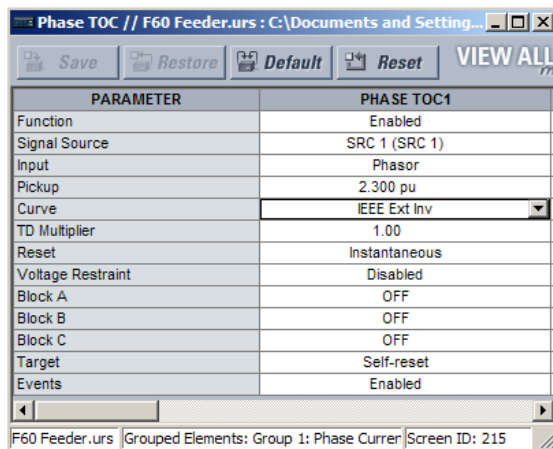 Phase TOC // F60 Feeder.urs : C:\Documents and Setting...
Save Restore Default Reset VIEW ALL
PARAMETER PHASE TOC1
Function Enabled
Signal Source SRC 1 (SRC 1)
Input Phasor
Pickup 2.300 pu
Curve IEEE Ext Inv
TD Multiplier 1.00
Reset Instantaneous
Voltage Restraint Disabled
Block A OFF
Block B OFF
Block C OFF
Target Self-reset
Events Enabled
F60 Feeder.urs Grouped Elements: Group 1: Phase Curren Screen ID: 215